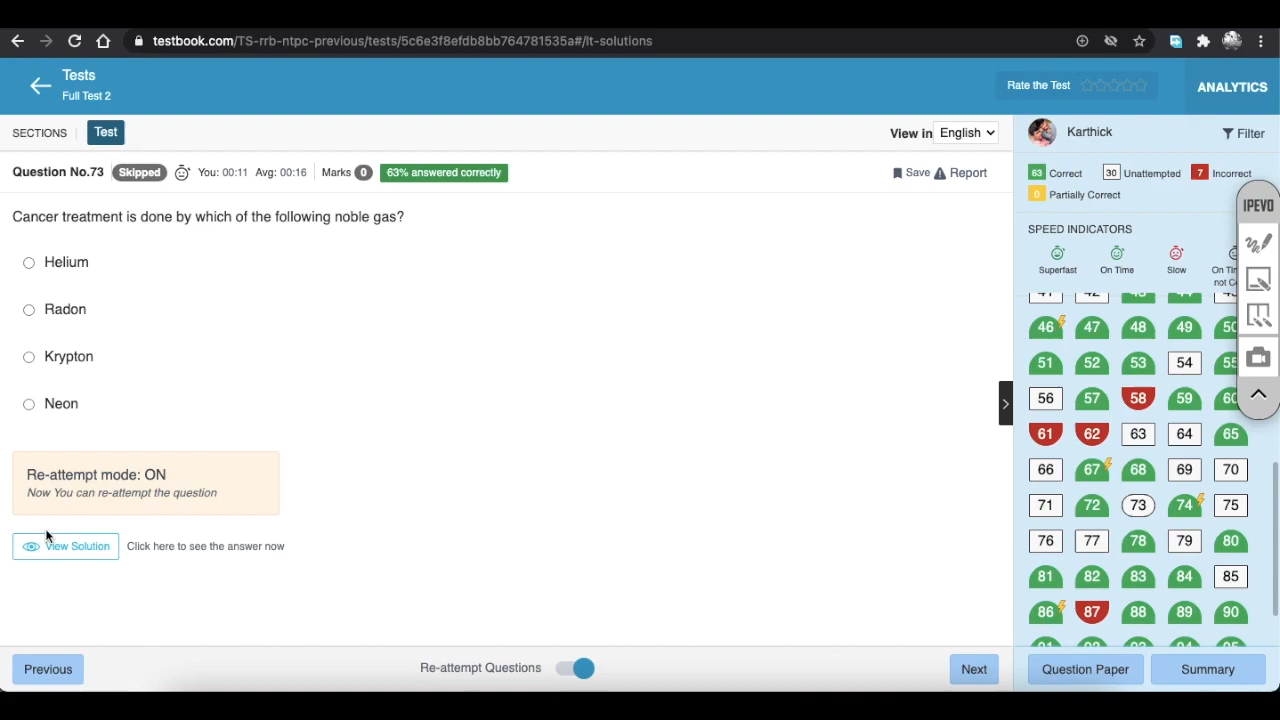 testbook.com/TS-rrb-ntpc-previous/tests/5c6e3f8efdb8bb764781535a#/lt-solutions
Tests
Full Test 2
Rate the Test
ANALYTICS
SECTIONS Test
View in English
Karthick
Filter
Question No.73 Skipped You: 00:11 Avg: 00:16 Marks 0 63% answered correctly
Save Report
63 Correct 30 Unattempted 7 Incorrect
0 Partially Correct
IPEVO
Cancer treatment is done by which of the following noble gas?
Helium
Radon
Krypton
Neon
SPEED INDICATORS
Superfast On Time Slow On
not
46 47 48 49 50
51 52 53 54 55
56 57 58 59 60
61 62 63 64 65
66 67 68 69 70
71 72 73 74 75
76 77 78 79 80
81 82 83 84 85
86 87 88 89 90
Re-attempt mode: ON
Now You can re-attempt the question
View Solution Click here to see the answer now
Previous
Re-attempt Questions
Next
Question Paper
Summary